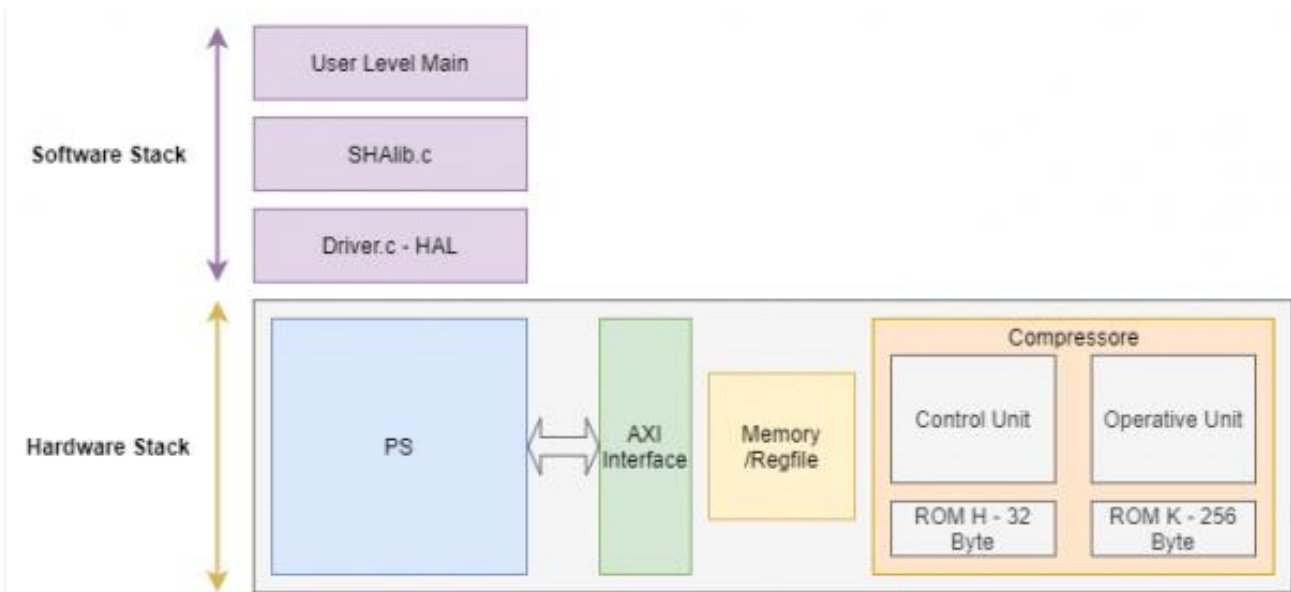 User Level Main
Software Stack
SHAlib.c
Driver.c - HAL
Hardware Stack
PS
AXI
Interface
Memory
/Regfile
Compressore
Control Unit
Operative Unit
ROM H - 32
Byte
ROM K - 256
Byte